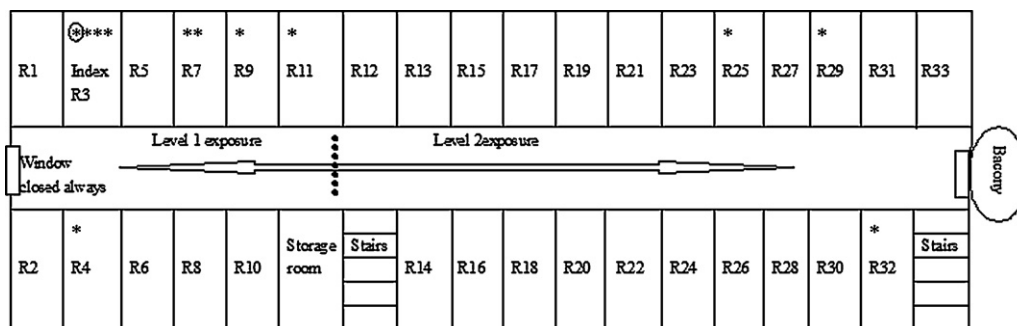 **** ** * * * *
R1 Index R5 R7 R9 R11 R12 R13 R15 R17 R19 R21 R23 R25 R27 R29 R31 R33
R3
Level 1 exposure Level 2exposure
Window
closed always
Bacony
* *
Storage Stairs Stairs
R2 R4 R6 R8 R10 room R14 R16 R18 R20 R22 R24 R26 R28 R30 R32